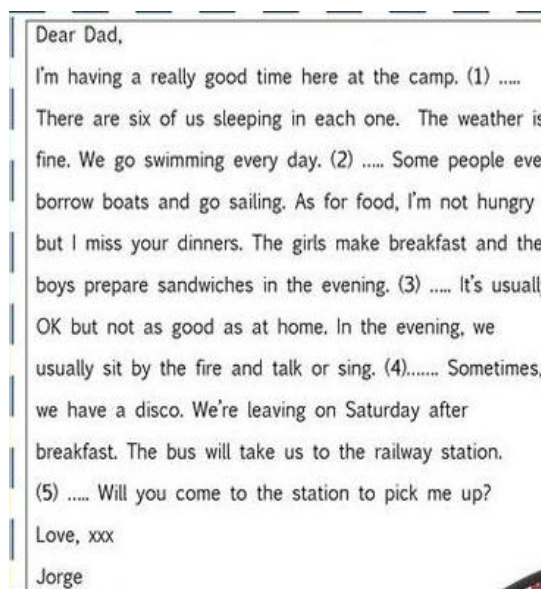 Dear Dad,
I'm having a really good time here at the camp. (1) .....
There are six of us sleeping in each one. The weather is
fine. We go swimming every day. (2) ..... Some people eve
borrow boats and go sailing. As for food, I'm not hungry
but I miss your dinners. The girls make breakfast and the
boys prepare sandwiches in the evening. (3) ..... It's usually
OK but not as good as at home. In the evening, we
usually sit by the fire and talk or sing. (4)....... Sometimes,
we have a disco. We're leaving on Saturday after
breakfast. The bus will take us to the railway station.
(5) ..... Will you come to the station to pick me up?
Love, xxx
Jorge